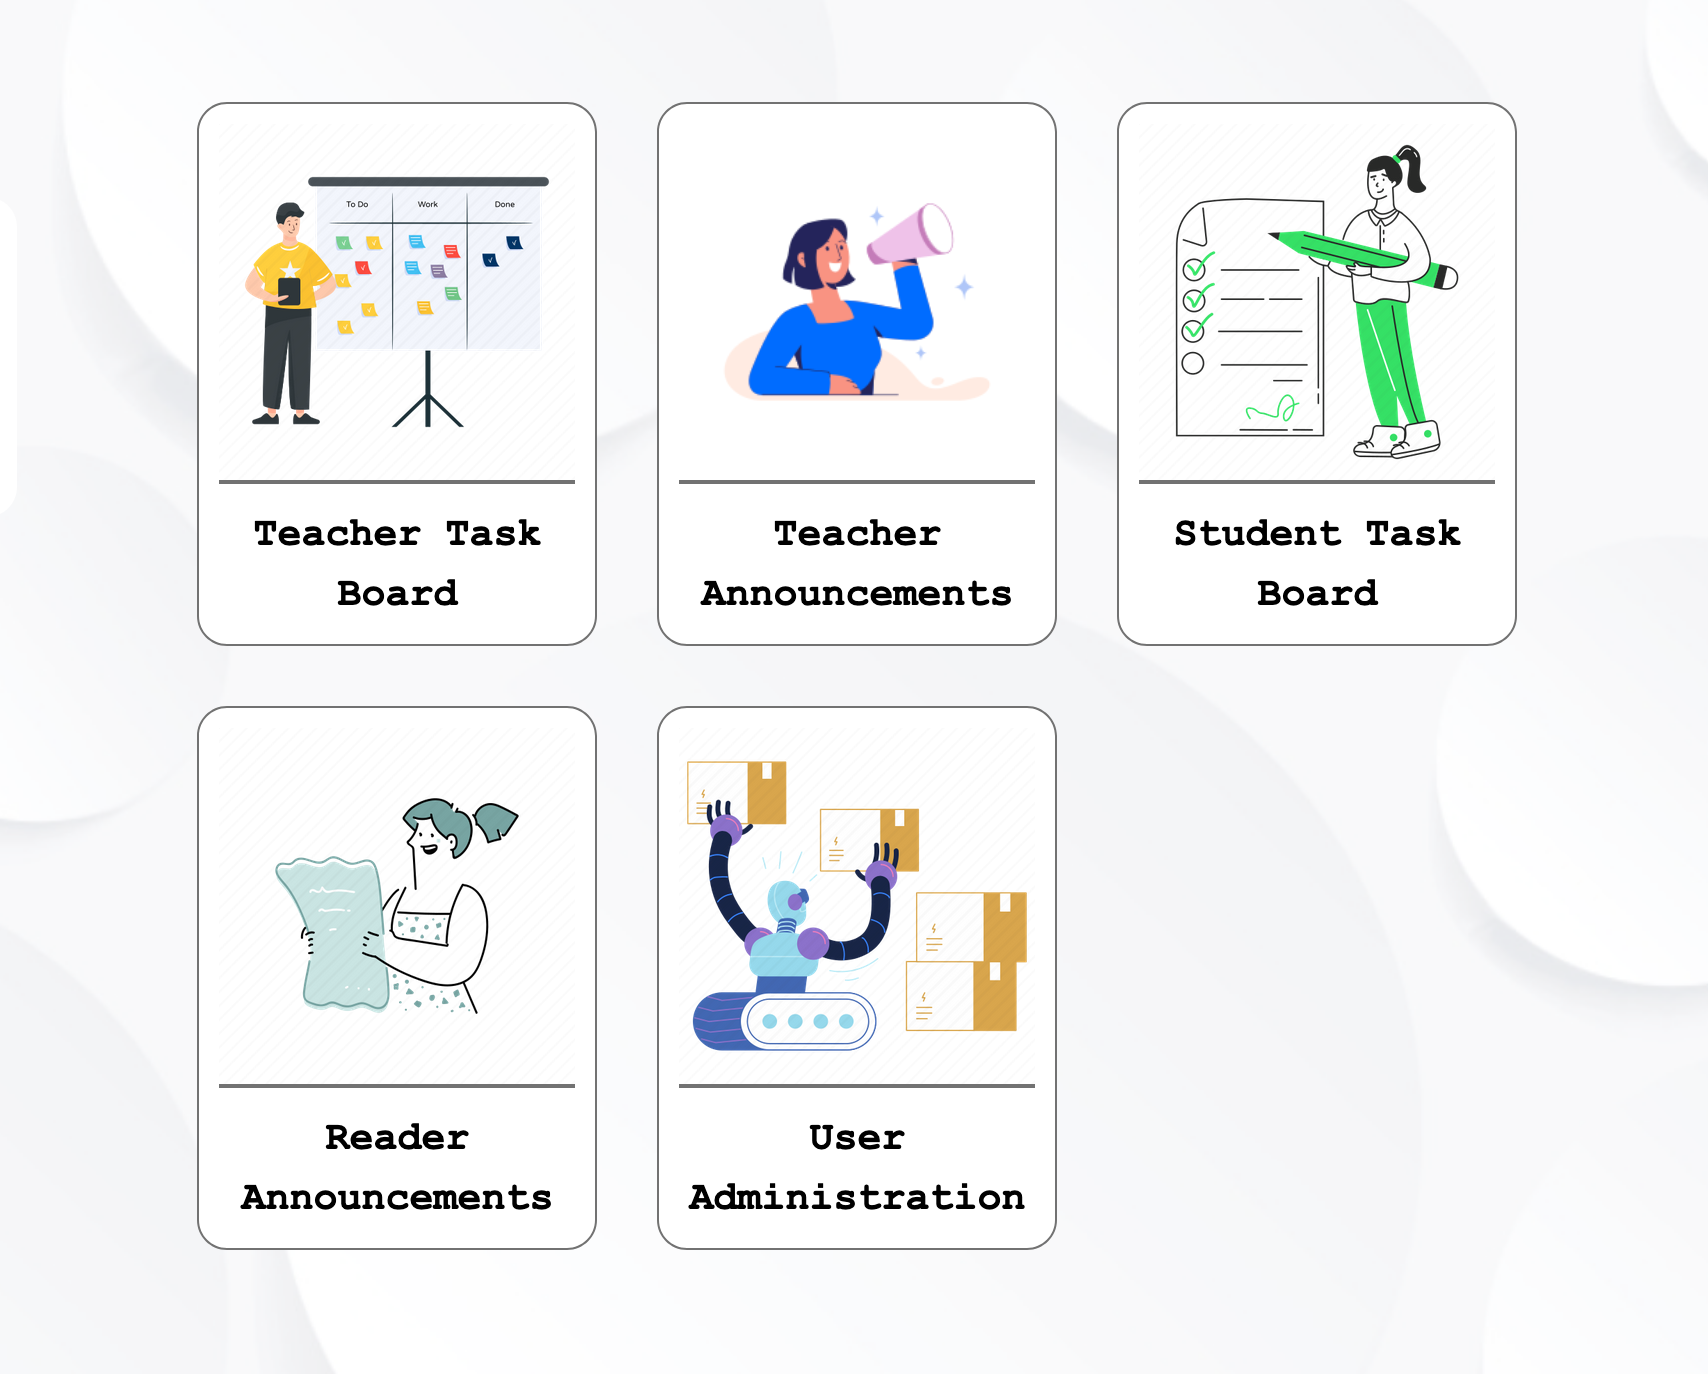 To Do Work Done
Teacher Task
Board
Teacher
Announcements
Student Task
Board
Reader
Announcements
User
Administration